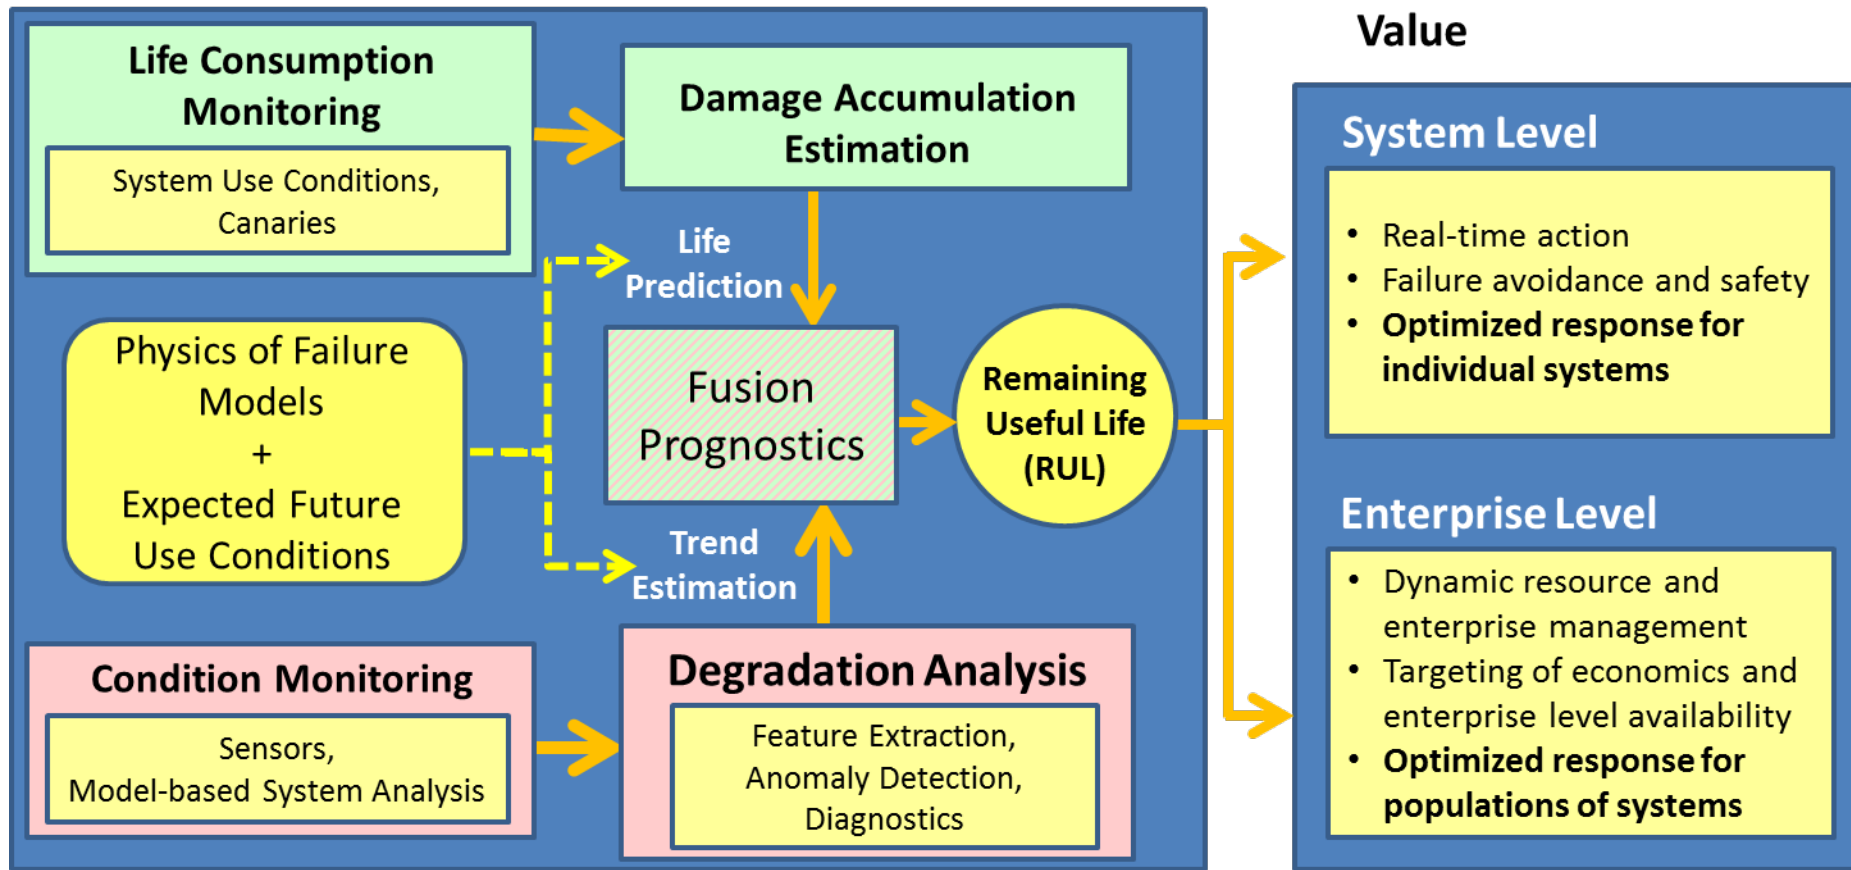 Life Consumption
Monitoring
System Use Conditions,
Canaries
Damage Accumulation
Estimation
Life
Prediction
Physics of Failure
Models
+
Expected Future
Use Conditions
Fusion
Prognostics
Remaining
Useful Life
(RUL)
Trend
Estimation
Condition Monitoring
Sensors,
Model-based System Analysis
Degradation Analysis
Feature Extraction,
Anomaly Detection,
Diagnostics
Value
System Level
• Real-time action
• Failure avoidance and safety
• Optimized response for
individual systems
Enterprise Level
• Dynamic resource and
enterprise management
• Targeting of economics and
enterprise level availability
• Optimized response for
populations of systems